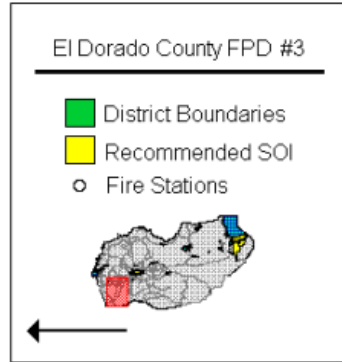 El Dorado County FPD #3
District Boundaries
Recommended SOI
Fire Stations